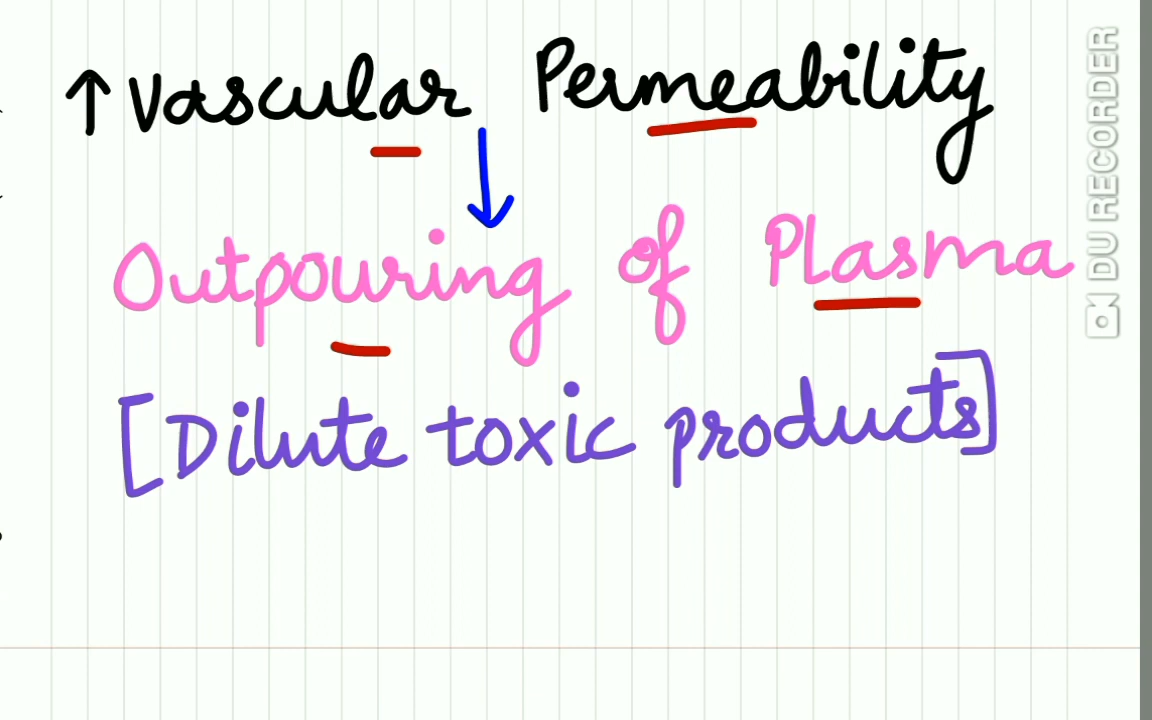 ↑ Vascular Permeability
↓
Outpouring of Plasma
[Dilute toxic products]
DU RECORDER